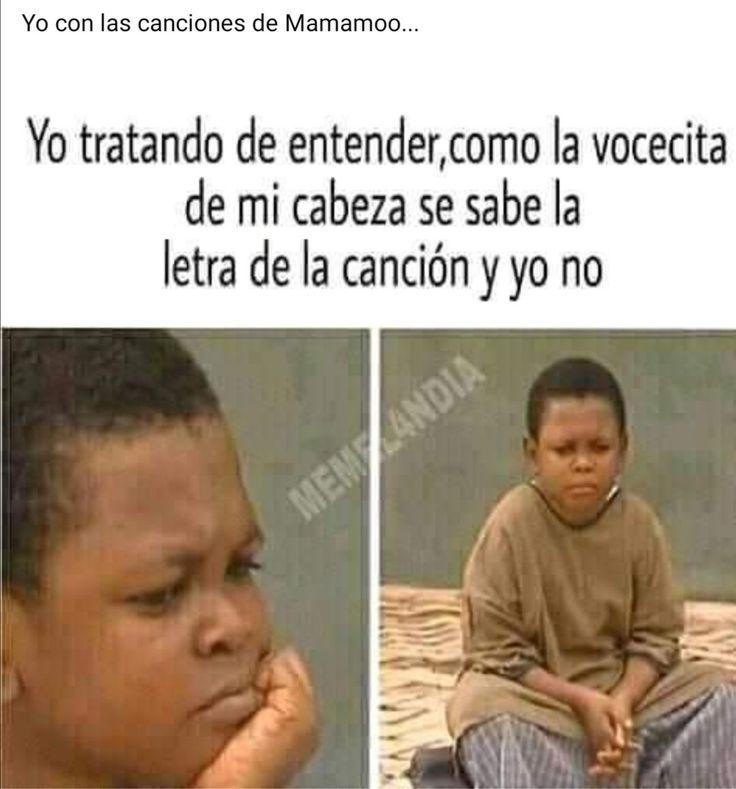 Yo con las canciones de Mamamoo...
Yo tratando de entender,como la vocecita
de mi cabeza se sabe la
letra de la canción y yo no
MEMELANDIA